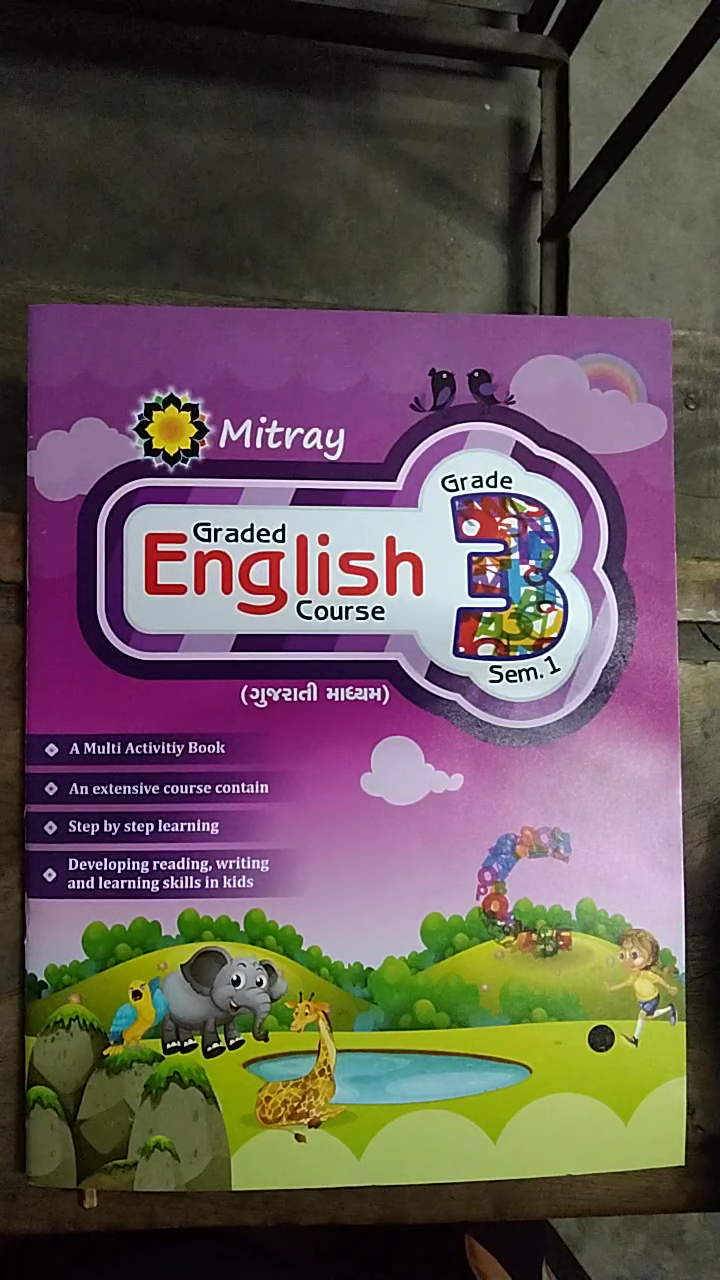 Mitray
Grade
3
Graded
English
Course
Sem. 1
(ગુજરાતી માધ્યમ)
A Multi Activitiy Book
An extensive course contain
Step by step learning
Developing reading, writing
and learning skills in kids